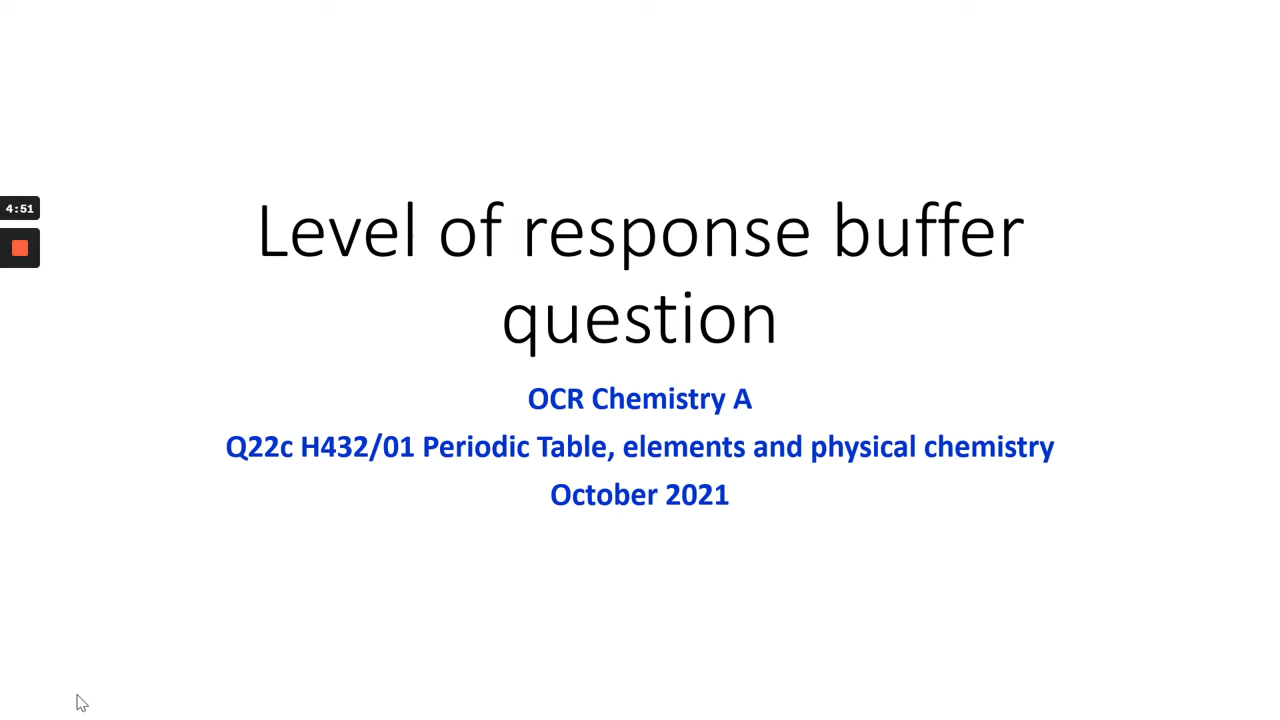 Level of response buffer
question
4:51
OCR Chemistry A
Q22c H432/01 Periodic Table, elements and physical chemistry
October 2021